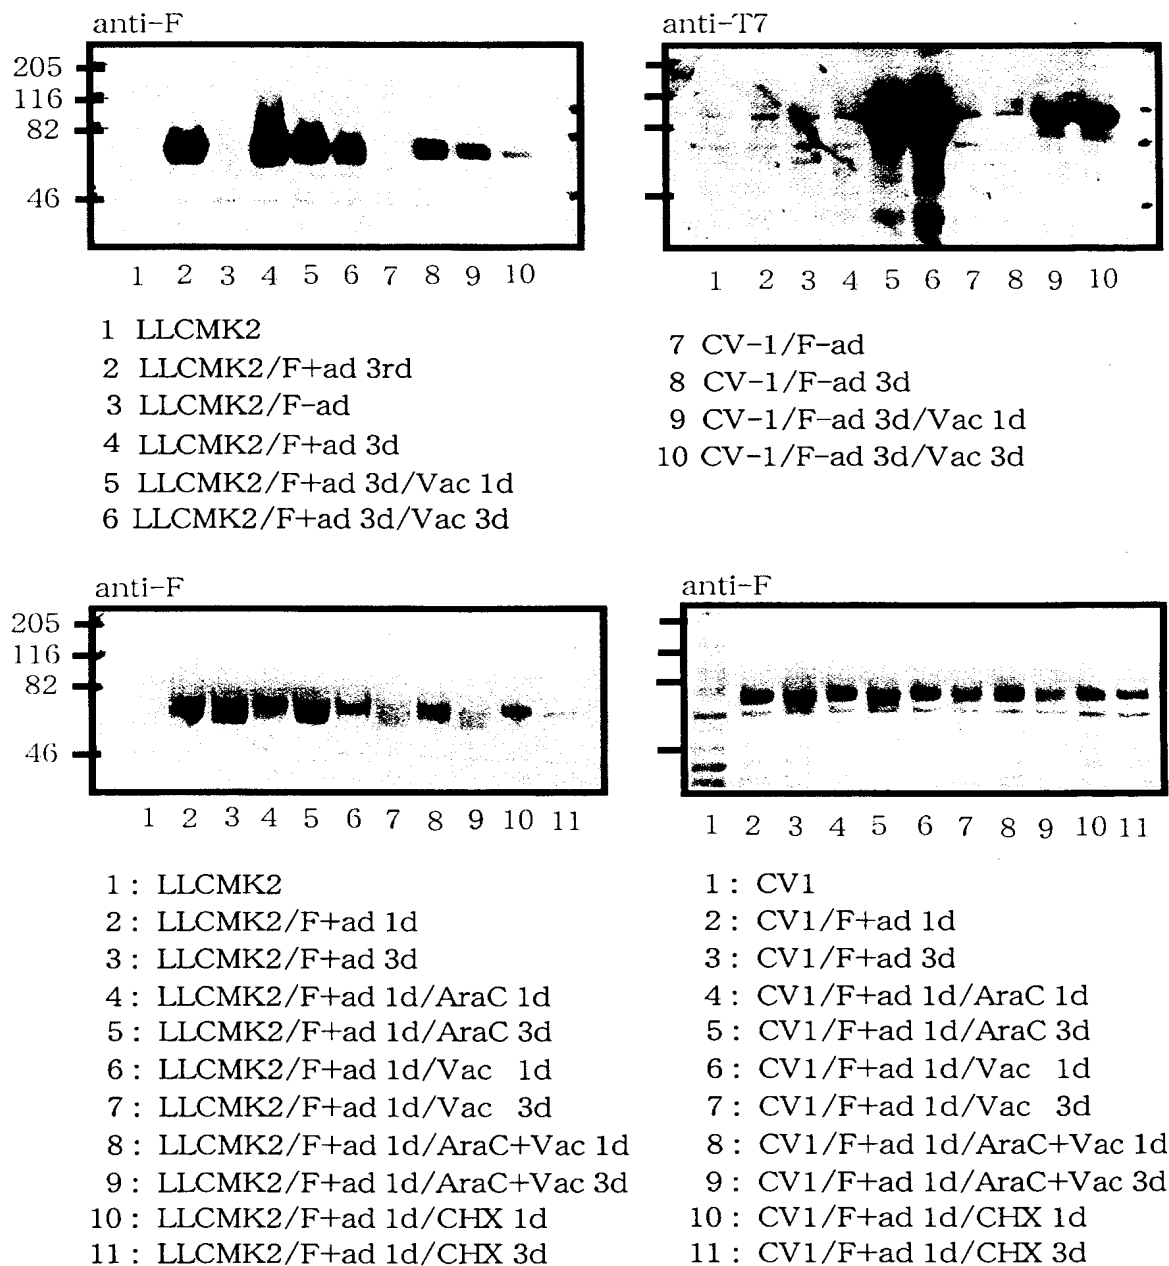 anti-F
205
116
82
46
1 2 3 4 5 6 7 8 9 10
1 LLCMK2
2 LLCMK2/F+ad 3rd
3 LLCMK2/F-ad
4 LLCMK2/F+ad 3d
5 LLCMK2/F+ad 3d/Vac 1d
6 LLCMK2/F+ad 3d/Vac 3d
anti-T7
1 2 3 4 5 6 7 8 9 10
7 CV-1/F-ad
8 CV-1/F-ad 3d
9 CV-1/F-ad 3d/Vac 1d
10 CV-1/F-ad 3d/Vac 3d
anti-F
205
116
82
46
1 2 3 4 5 6 7 8 9 10 11
1 : LLCMK2
2 : LLCMK2/F+ad 1d
3 : LLCMK2/F+ad 3d
4 : LLCMK2/F+ad 1d/AraC 1d
5 : LLCMK2/F+ad 1d/AraC 3d
6 : LLCMK2/F+ad 1d/Vac 1d
7 : LLCMK2/F+ad 1d/Vac 3d
8 : LLCMK2/F+ad 1d/AraC+Vac 1d
9 : LLCMK2/F+ad 1d/AraC+Vac 3d
10 : LLCMK2/F+ad 1d/CHX 1d
11 : LLCMK2/F+ad 1d/CHX 3d
anti-F
1 2 3 4 5 6 7 8 9 10 11
1 : CV1
2 : CV1/F+ad 1d
3 : CV1/F+ad 3d
4 : CV1/F+ad 1d/AraC 1d
5 : CV1/F+ad 1d/AraC 3d
6 : CV1/F+ad 1d/Vac 1d
7 : CV1/F+ad 1d/Vac 3d
8 : CV1/F+ad 1d/AraC+Vac 1d
9 : CV1/F+ad 1d/AraC+Vac 3d
10 : CV1/F+ad 1d/CHX 1d
11 : CV1/F+ad 1d/CHX 3d